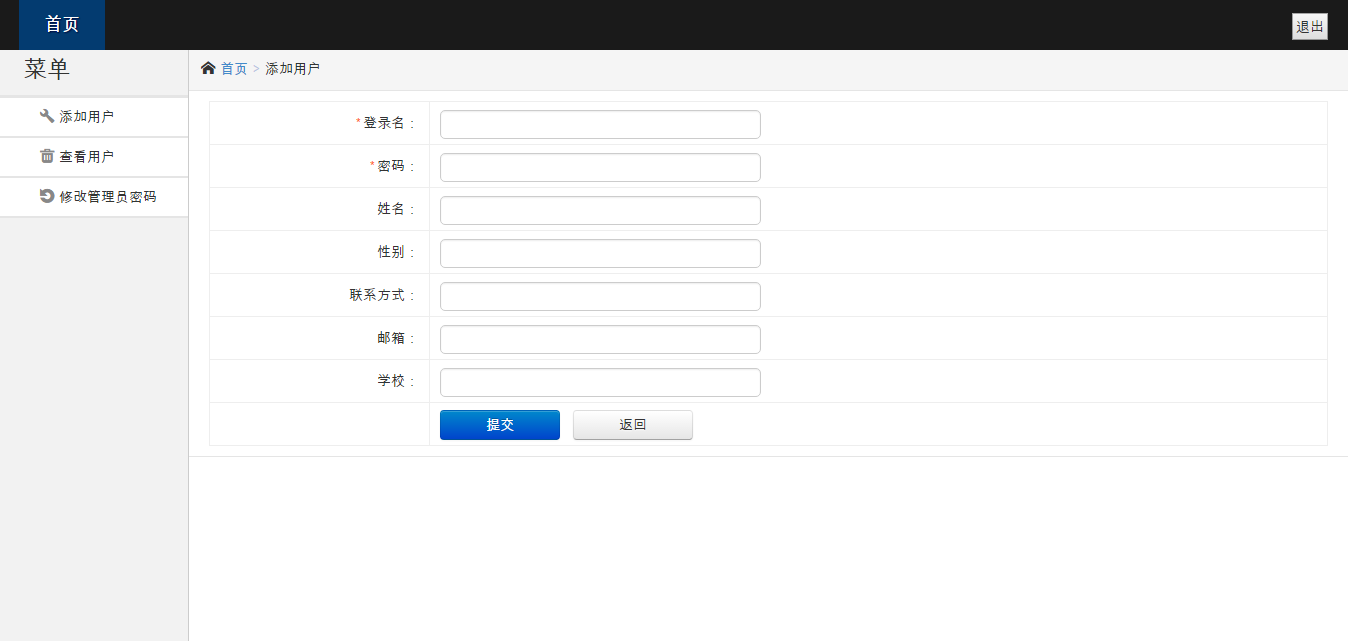 首页
退出
菜单
添加用户
查看用户
修改管理员密码
首页 > 添加用户
*登录名：
*密码：
姓名：
性别：
联系方式：
邮箱：
学校：
提交 返回